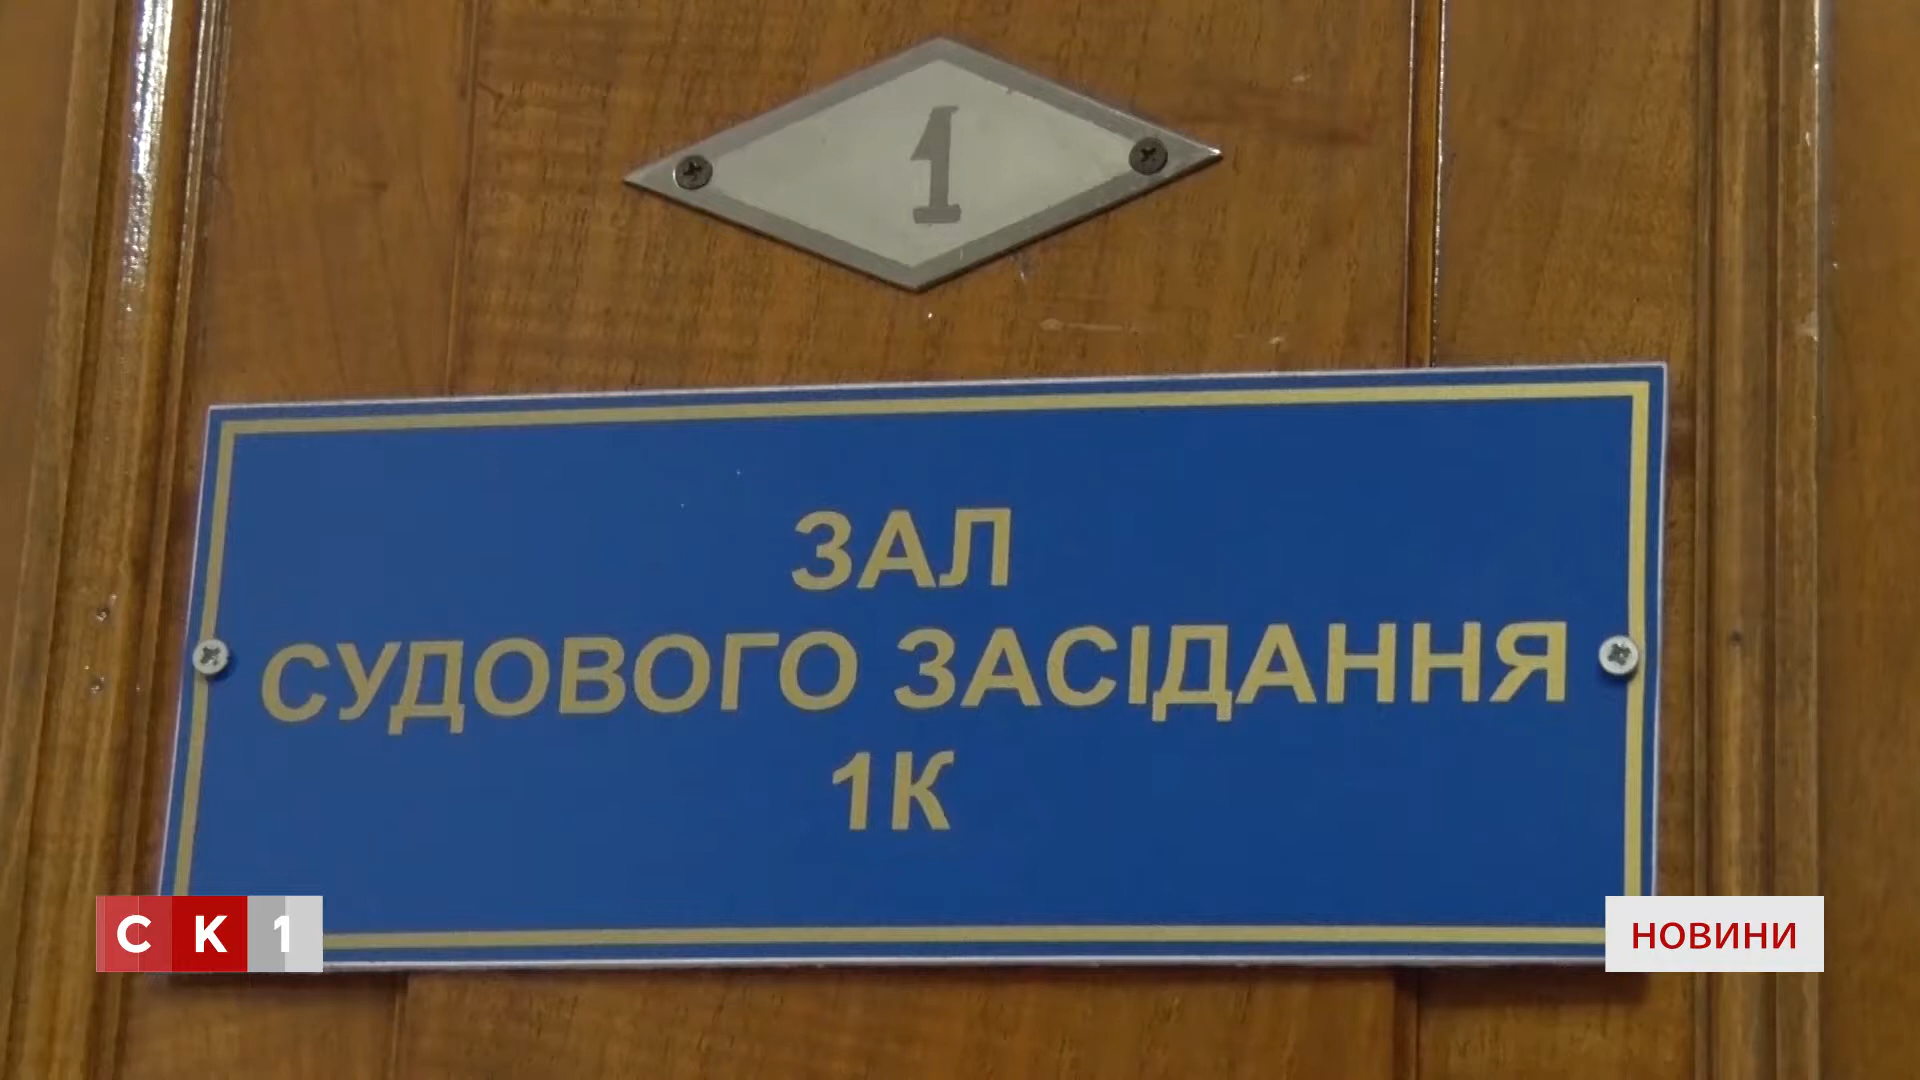 1
ЗАЛ
СУДОВОГО ЗАСІДАННЯ
1К
СК1
НОВИНИ